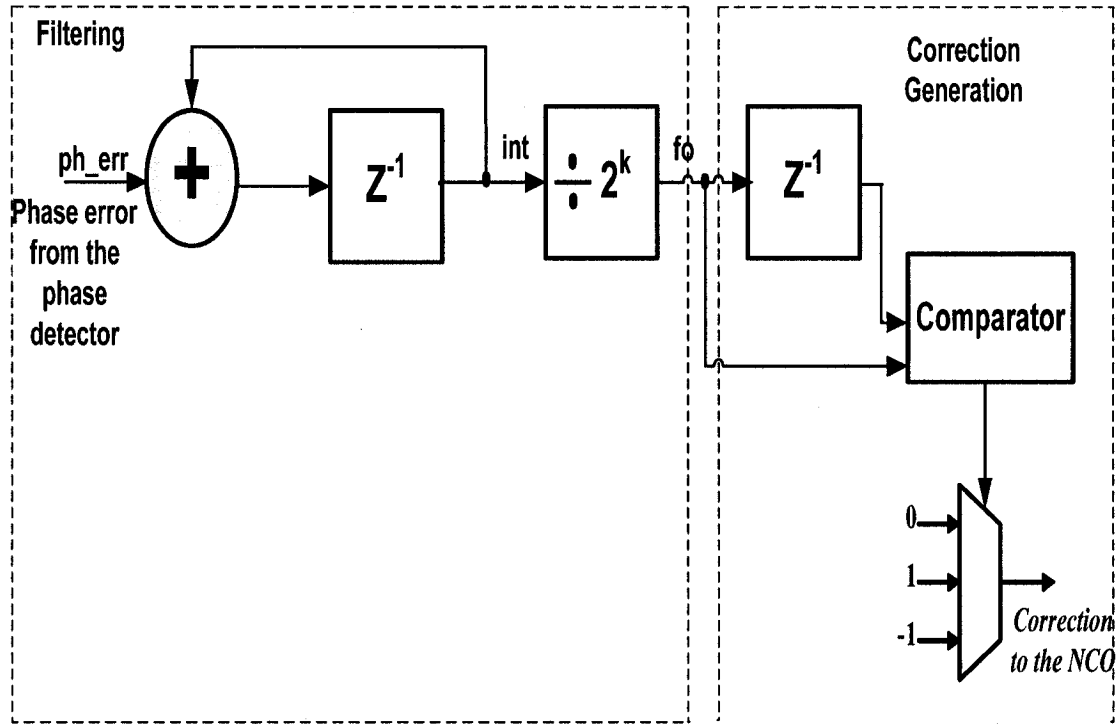 Filtering
Correction
Generation
ph_err
+
Z⁻¹
int
÷ 2ᵏ
fo
Z⁻¹
Phase error
from the
phase
detector
Comparator
0
1
-1
Correction
to the NCO